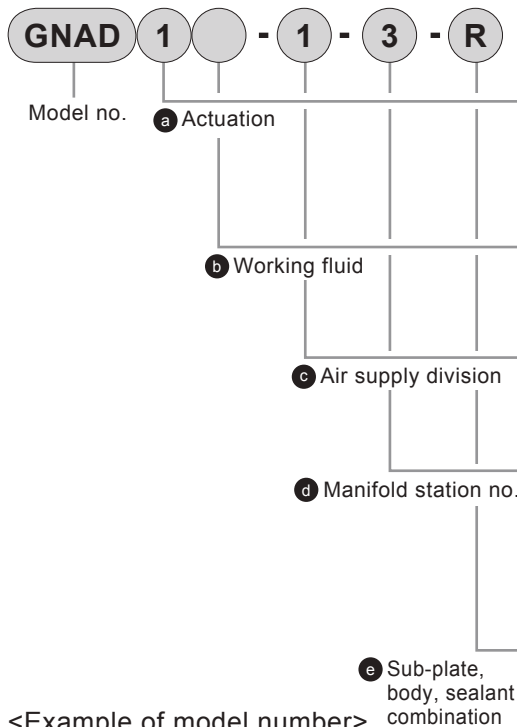 GNAD 1 - 1 - 3 - R
Model no.
a Actuation
b Working fluid
c Air supply division
d Manifold station no.
e Sub-plate,
body, sealant
combination
<Example of model number>